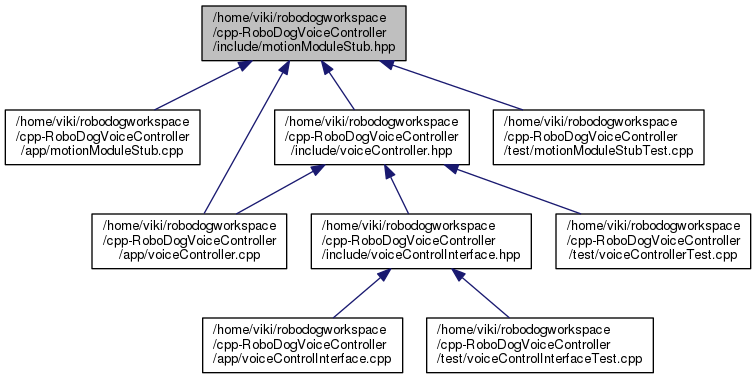 /home/viki/robodogworkspace
/cpp-RoboDogVoiceController
/include/motionModuleStub.hpp
/home/viki/robodogworkspace
/cpp-RoboDogVoiceController
/app/motionModuleStub.cpp
/home/viki/robodogworkspace
/cpp-RoboDogVoiceController
/include/voiceController.hpp
/home/viki/robodogworkspace
/cpp-RoboDogVoiceController
/test/motionModuleStubTest.cpp
/home/viki/robodogworkspace
/cpp-RoboDogVoiceController
/app/voiceController.cpp
/home/viki/robodogworkspace
/cpp-RoboDogVoiceController
/include/voiceControlInterface.hpp
/home/viki/robodogworkspace
/cpp-RoboDogVoiceController
/test/voiceControllerTest.cpp
/home/viki/robodogworkspace
/cpp-RoboDogVoiceController
/app/voiceControlInterface.cpp
/home/viki/robodogworkspace
/cpp-RoboDogVoiceController
/test/voiceControlInterfaceTest.cpp